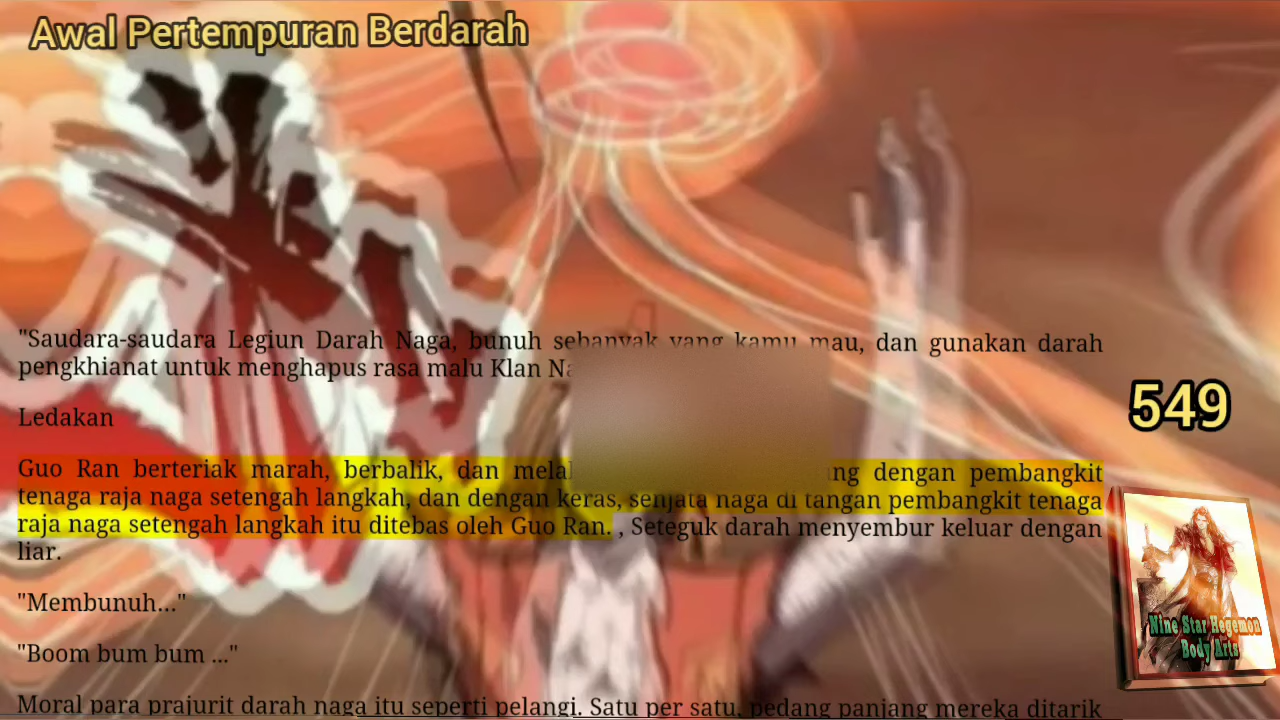 Awal Pertempuran Berdarah
"Saudara-saudara Legiun Darah Naga, bunuh sebanyak yang kamu mau, dan gunakan darah
pengkhianat untuk menghapus rasa malu Klan
Ledakan
549
Guo Ran berteriak marah, berbalik, dan dengan pembangkit
tenaga raja naga setengah langkah, dan dengan keras, senjata naga di tangan pembangkit tenaga
raja naga setengah langkah itu ditebas oleh Guo Ran. , Seteguk darah menyembur keluar dengan
liar.
"Membunuh..."
Nine Star Hegemon
Body Arts
"Boom bum bum ..."
Moral para prajurit darah naga itu seperti pelangi. Satu per satu, pedang panjang mereka ditarik